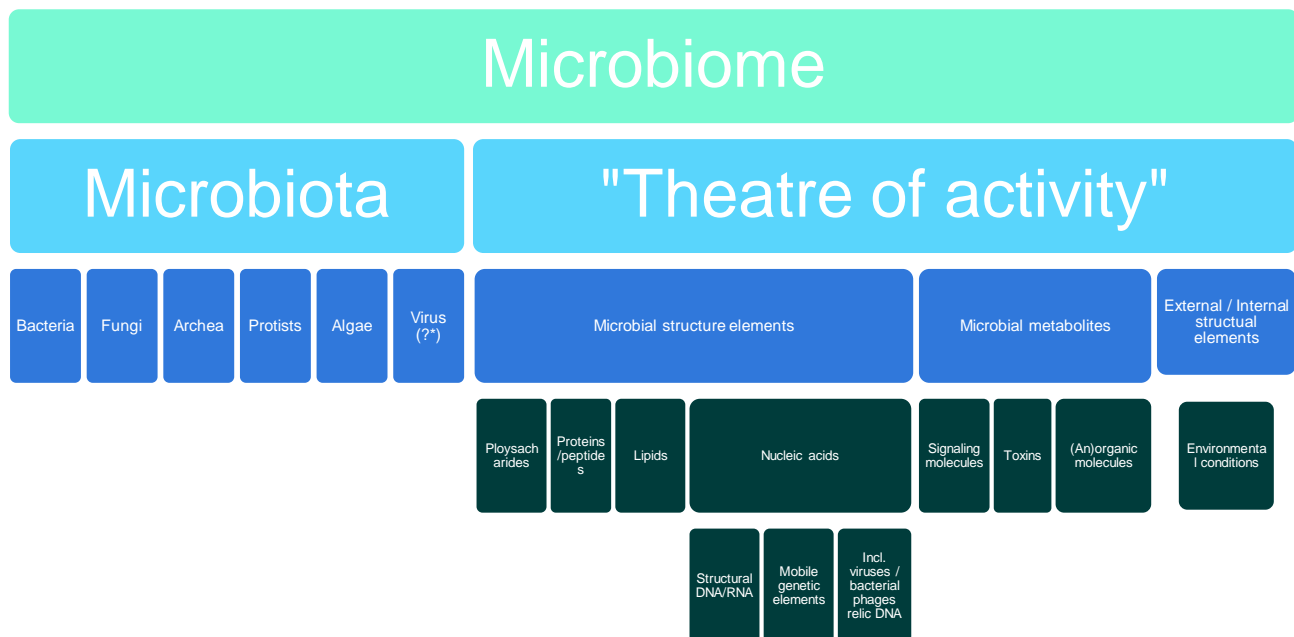 Microbiome
Microbiota
"Theatre of activity"
Bacteria
Fungi
Archea
Protists
Algae
Virus
(?*)
Microbial structure elements
Microbial metabolites
External / Internal
structual
elements
Ploysach
arides
Proteins
/peptide
s
Lipids
Nucleic acids
Signaling
molecules
Toxins
(An)organic
molecules
Environmenta
l conditions
Structural
DNA/RNA
Mobile
genetic
elements
Incl.
viruses /
bacterial
phages
relic DNA